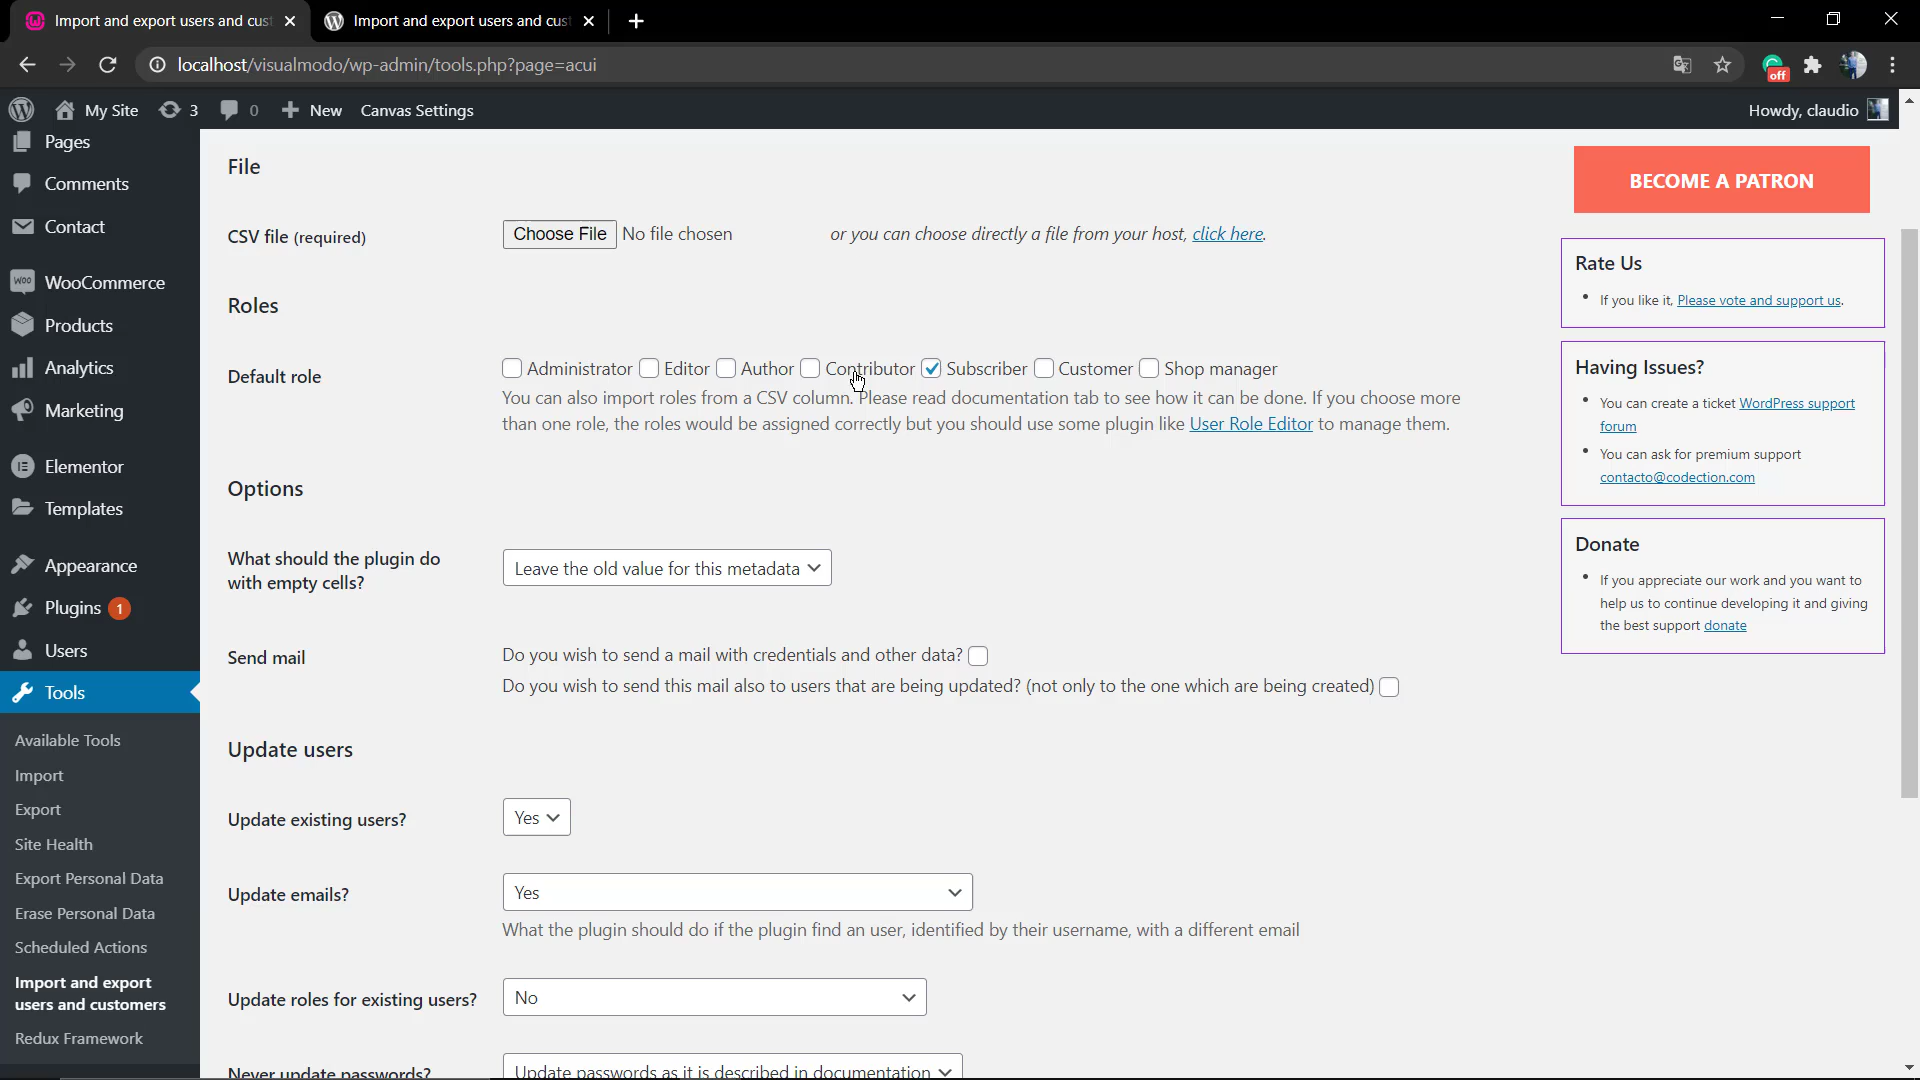 Import and export users and cus
Import and export users and cus
localhost/visualmodo/wp-admin/tools.php?page=acui
off
My Site
3
0
New
Canvas Settings
Howdy, claudio
Pages
Comments
Contact
WooCommerce
Products
Analytics
Marketing
Elementor
Templates
Appearance
Plugins 1
Users
Tools
Available Tools
Import
Export
Site Health
Export Personal Data
Erase Personal Data
Scheduled Actions
Import and export
users and customers
Redux Framework
File
CSV file (required)
Choose File No file chosen
or you can choose directly a file from your host, click here.
Roles
Default role
Administrator Editor Author Contributor Subscriber Customer Shop manager
You can also import roles from a CSV column. Please read documentation tab to see how it can be done. If you choose more
than one role, the roles would be assigned correctly but you should use some plugin like User Role Editor to manage them.
Options
What should the plugin do
with empty cells?
Leave the old value for this metadata
Send mail
Do you wish to send a mail with credentials and other data?
Do you wish to send this mail also to users that are being updated? (not only to the one which are being created)
Update users
Update existing users?
Yes
Update emails?
Yes
What the plugin should do if the plugin find an user, identified by their username, with a different email
Update roles for existing users?
No
Never update passwords?
Update passwords as it is described in documentation
BECOME A PATRON
Rate Us
If you like it, Please vote and support us.
Having Issues?
You can create a ticket WordPress support
forum
You can ask for premium support
contacto@codection.com
Donate
If you appreciate our work and you want to
help us to continue developing it and giving
the best support donate